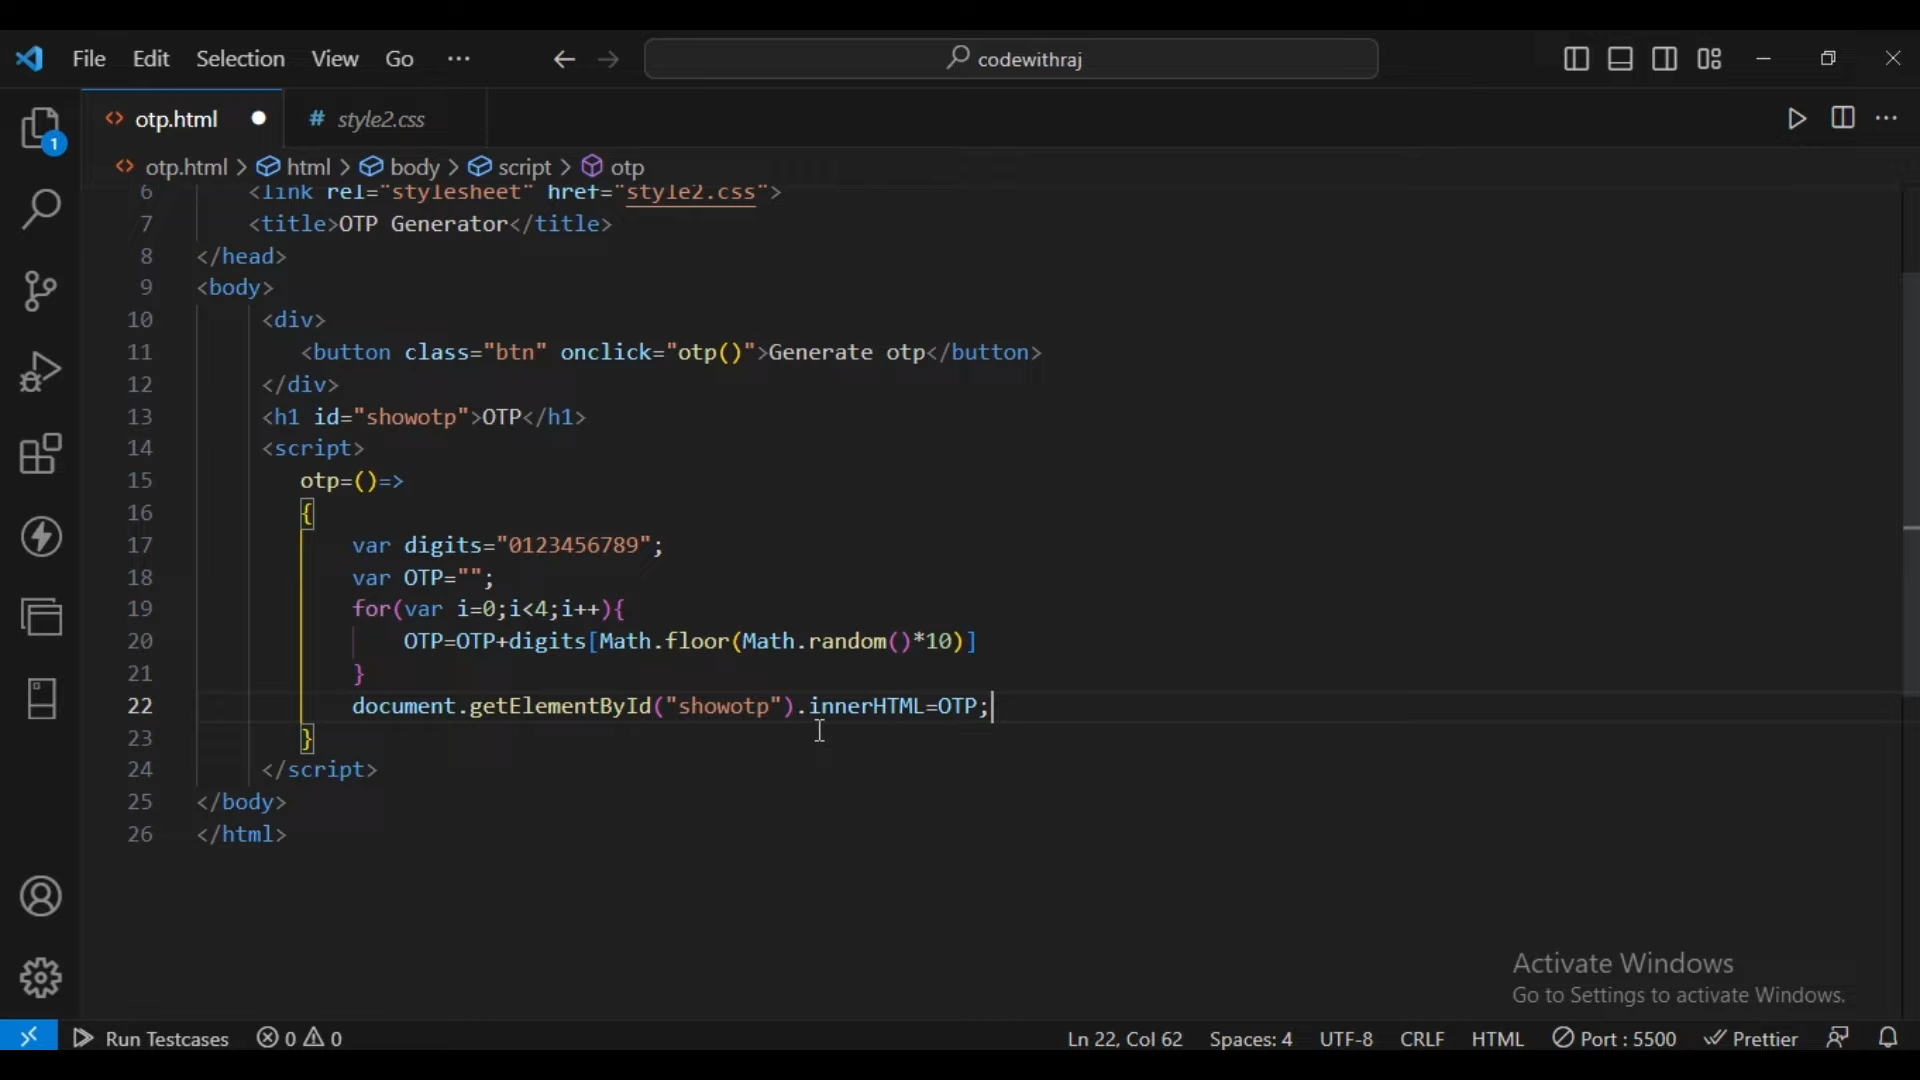 File Edit Selection View Go ··· codewithraj
otp.html # style2.css
1
otp.html > html > body > script > otp
6 <link rel="stylesheet" href="style2.css">
7 <title>OTP Generator</title>
8 </head>
9 <body>
10 <div>
11 <button class="btn" onclick="otp()">Generate otp</button>
12 </div>
13 <h1 id="showotp">OTP</h1>
14 <script>
15 otp=()=>
16 {
17 var digits="0123456789";
18 var OTP="";
19 for(var i=0;i<4;i++){
20 OTP=OTP+digits[Math.floor(Math.random()*10)]
21 }
22 document.getElementById("showotp").innerHTML=OTP;
23 }
24 </script>
25 </body>
26 </html>
Activate Windows
Go to Settings to activate Windows.
Run Testcases 0 0 Ln 22, Col 62 Spaces: 4 UTF-8 CRLF HTML Port : 5500 Prettier